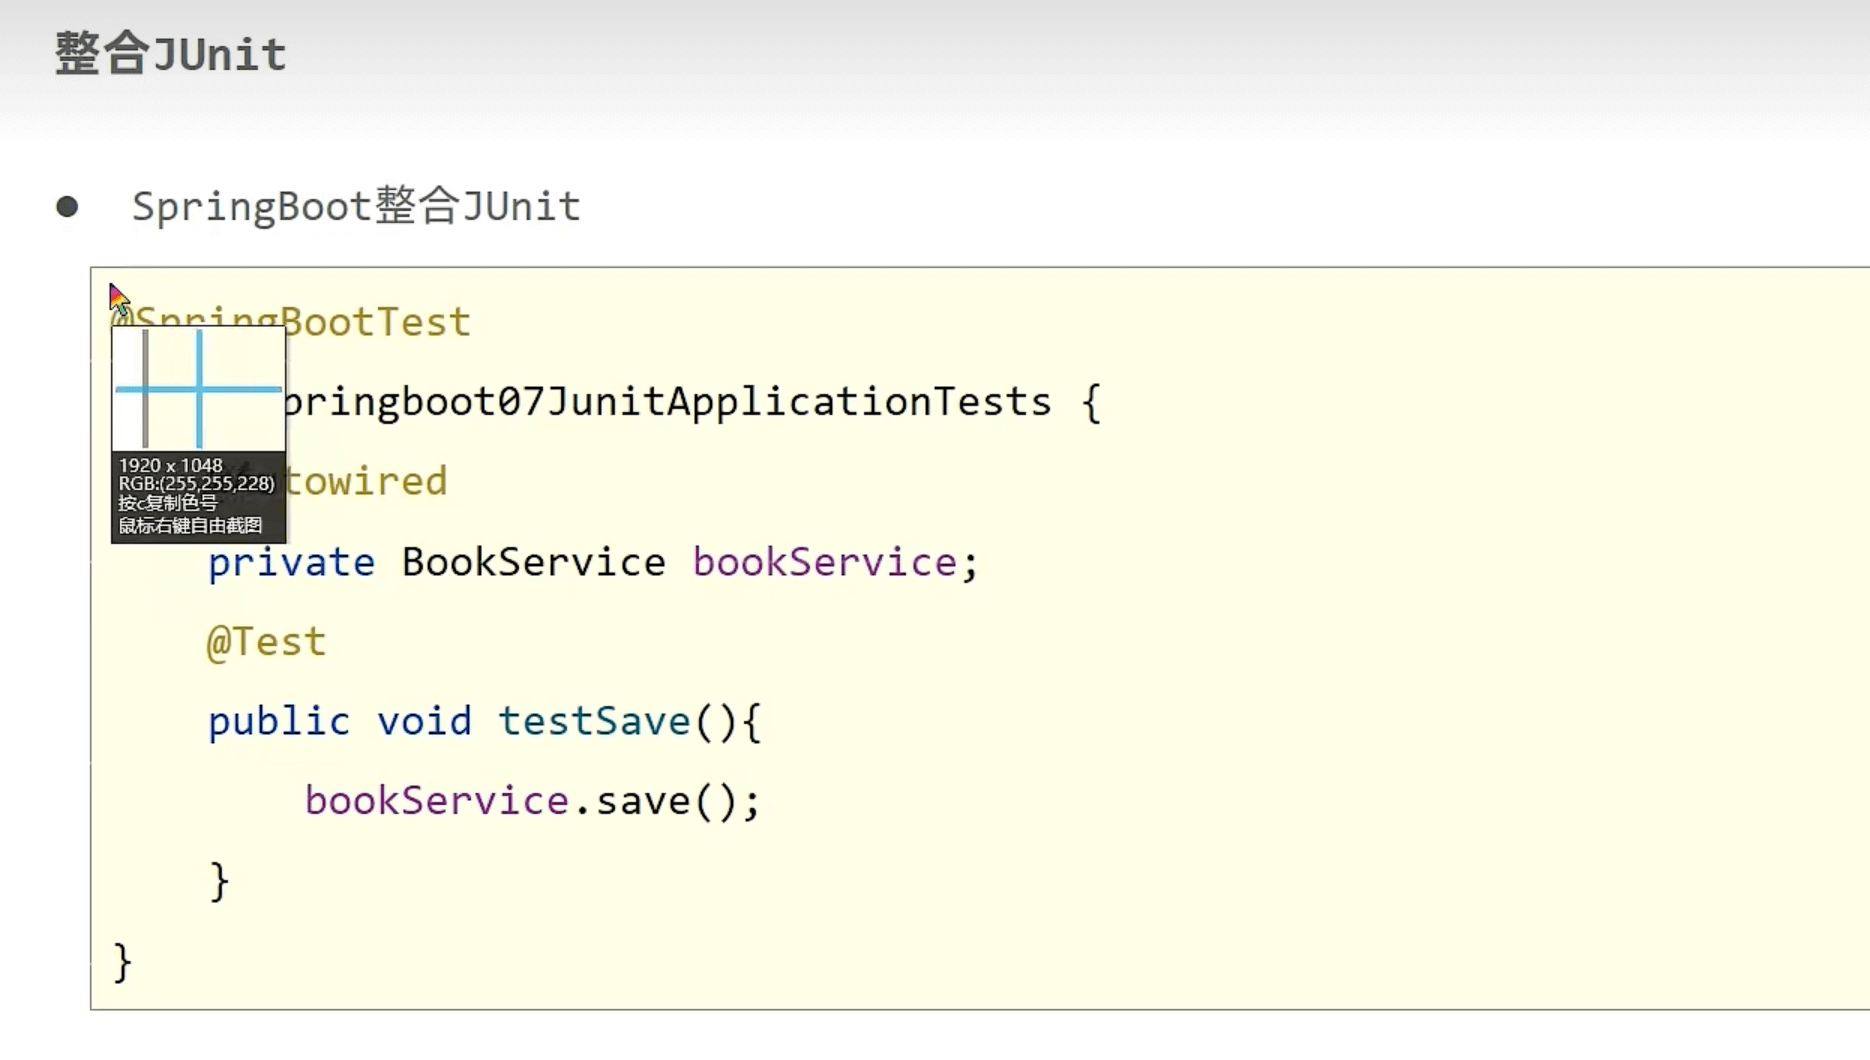 整合JUnit
● SpringBoot整合JUnit
@SpringBootTest
pringboot07JunitApplicationTests {
towired
1920 x 1048
RGB:(255,255,228)
按c复制色号
鼠标右键自由截图
private BookService bookService;
@Test
public void testSave(){
bookService.save();
}
}